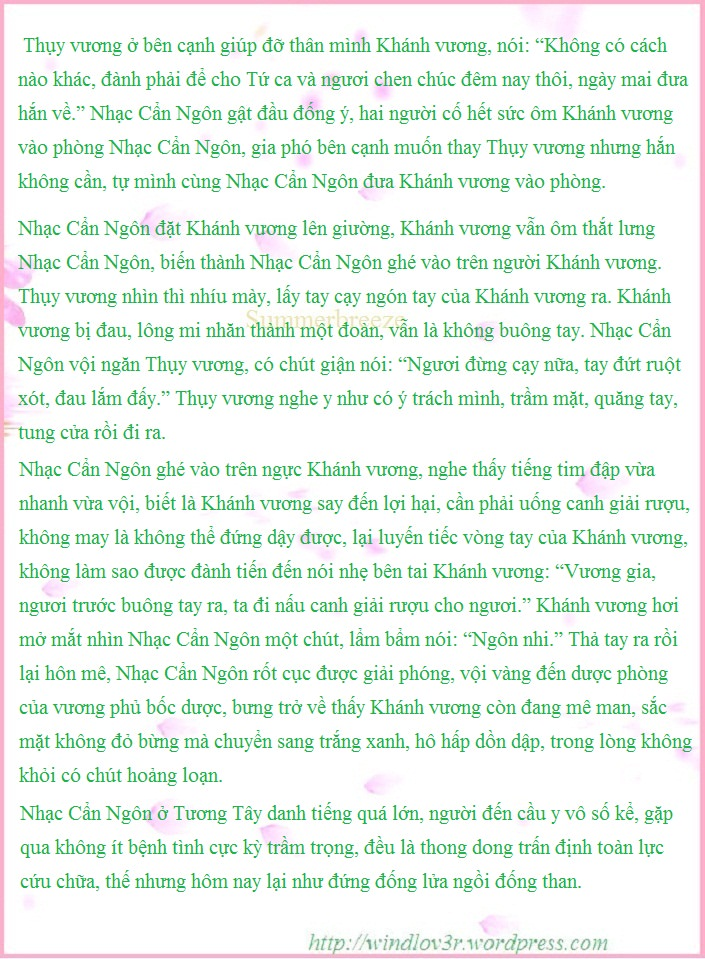 Thụy vương ở bên cạnh giúp đỡ thân mình Khánh vương, nói: “Không có cách
nào khác, đành phải để cho Tứ ca và ngươi chen chúc đêm nay thôi, ngày mai đưa
hắn về.” Nhạc Cẩn Ngôn gật đầu đống ý, hai người cố hết sức ôm Khánh vương
vào phòng Nhạc Cẩn Ngôn, gia phó bên cạnh muốn thay Thụy vương nhưng hắn
không cần, tự mình cùng Nhạc Cẩn Ngôn đưa Khánh vương vào phòng.
Nhạc Cẩn Ngôn đặt Khánh vương lên giường, Khánh vương vẫn ôm thắt lưng
Nhạc Cẩn Ngôn, biến thành Nhạc Cẩn Ngôn ghé vào trên người Khánh vương.
Thụy vương nhìn thì nhíu mày, lấy tay cạy ngón tay của Khánh vương ra. Khánh
Summerbreeze
vương bị đau, lông mi nhăn thành một đoàn, vẫn là không buông tay. Nhạc Cẩn
Ngôn vội ngăn Thụy vương, có chút giận nói: “Ngươi đừng cạy nữa, tay đứt ruột
xót, đau lắm đấy.” Thụy vương nghe y như có ý trách mình, trầm mặt, quăng tay,
tung cửa rồi đi ra.
Nhạc Cẩn Ngôn ghé vào trên ngực Khánh vương, nghe thấy tiếng tim đập vừa
nhanh vừa vội, biết là Khánh vương say đến lợi hại, cần phải uống canh giải rượu,
không may là không thể đứng dậy được, lại luyến tiếc vòng tay của Khánh vương,
không làm sao được đành tiến đến nói nhẹ bên tai Khánh vương: “Vương gia,
ngươi trước buông tay ra, ta đi nấu canh giải rượu cho ngươi.” Khánh vương hơi
mở mắt nhìn Nhạc Cẩn Ngôn một chút, lẩm bẩm nói: “Ngôn nhi.” Thả tay ra rồi
lại hôn mê, Nhạc Cẩn Ngôn rốt cục được giải phóng, vội vàng đến dược phòng
của vương phủ bốc dược, bưng trở về thấy Khánh vương còn đang mê man, sắc
mặt không đỏ bừng mà chuyển sang trắng xanh, hô hấp dồn dập, trong lòng không
khỏi có chút hoảng loạn.
Nhạc Cẩn Ngôn ở Tương Tây danh tiếng quá lớn, người đến cầu y vô số kể, gặp
qua không ít bệnh tình cực kỳ trầm trọng, đều là thong dong trấn định toàn lực
cứu chữa, thế nhưng hôm nay lại như đứng đống lửa ngồi đống than.
http://windlov3r.wordpress.com